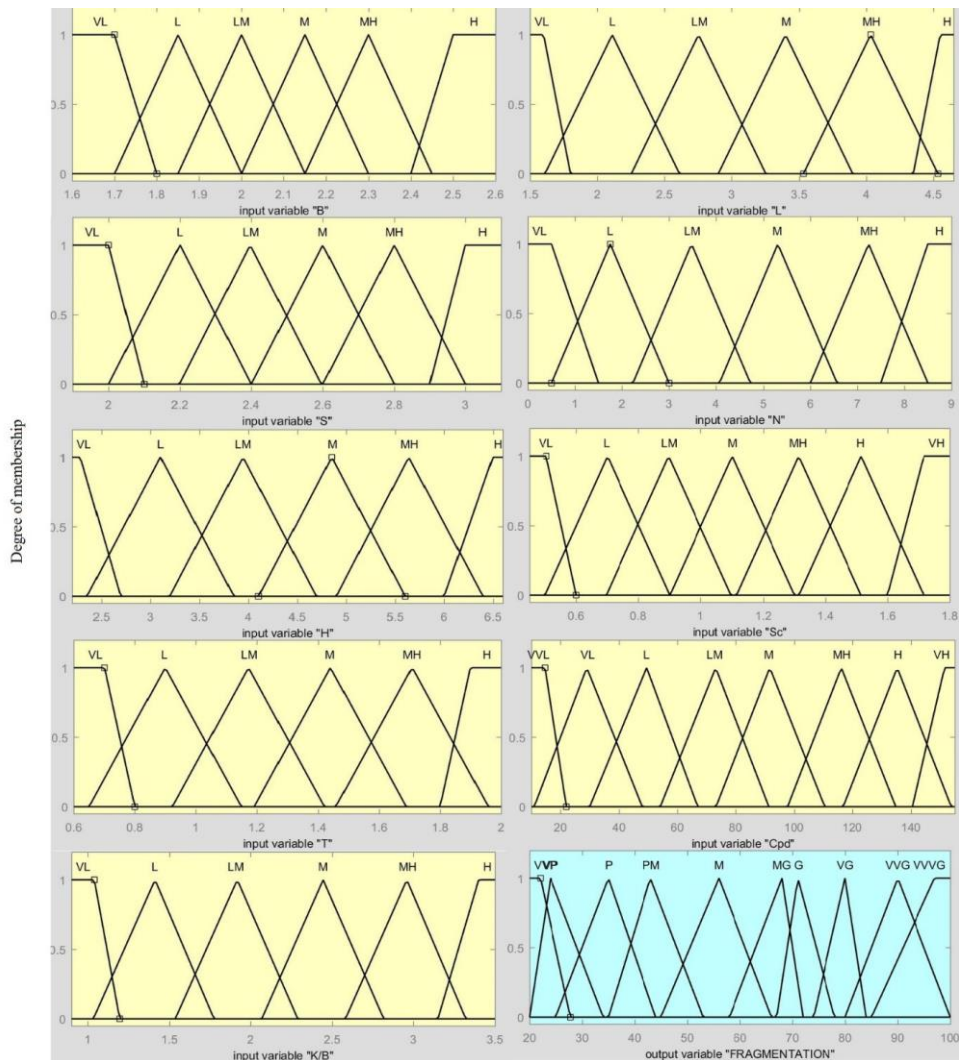 Degree of membership
VL L LM M MH H
1
0.5
0
1.6 1.7 1.8 1.9 2 2.1 2.2 2.3 2.4 2.5 2.6
input variable "B"
VL L LM M MH H
1
0.5
0
1.5 2 2.5 3 3.5 4 4.5
input variable "L"
VL L LM M MH H
1
0.5
0
2 2.2 2.4 2.6 2.8 3
input variable "S"
VL L LM M MH H
1
0.5
0
0 1 2 3 4 5 6 7 8 9
input variable "N"
VL L LM M MH H
1
0.5
0
2.5 3 3.5 4 4.5 5 5.5 6 6.5
input variable "H"
VL L LM M MH H VH
1
0.5
0
0.6 0.8 1 1.2 1.4 1.6 1.8
input variable "Sc"
VL L LM M MH H
1
0.5
0
0.6 0.8 1 1.2 1.4 1.6 1.8 2
input variable "T"
VVL VL L LM M MH H VH
1
0.5
0
20 40 60 80 100 120 140
input variable "Cpd"
VL L LM M MH H
1
0.5
0
1 1.5 2 2.5 3 3.5
input variable "K/B"
VP P PM M MG G VG VVG VVVG
1
0.5
0
20 30 40 50 60 70 80 90 100
output variable "FRAGMENTATION"